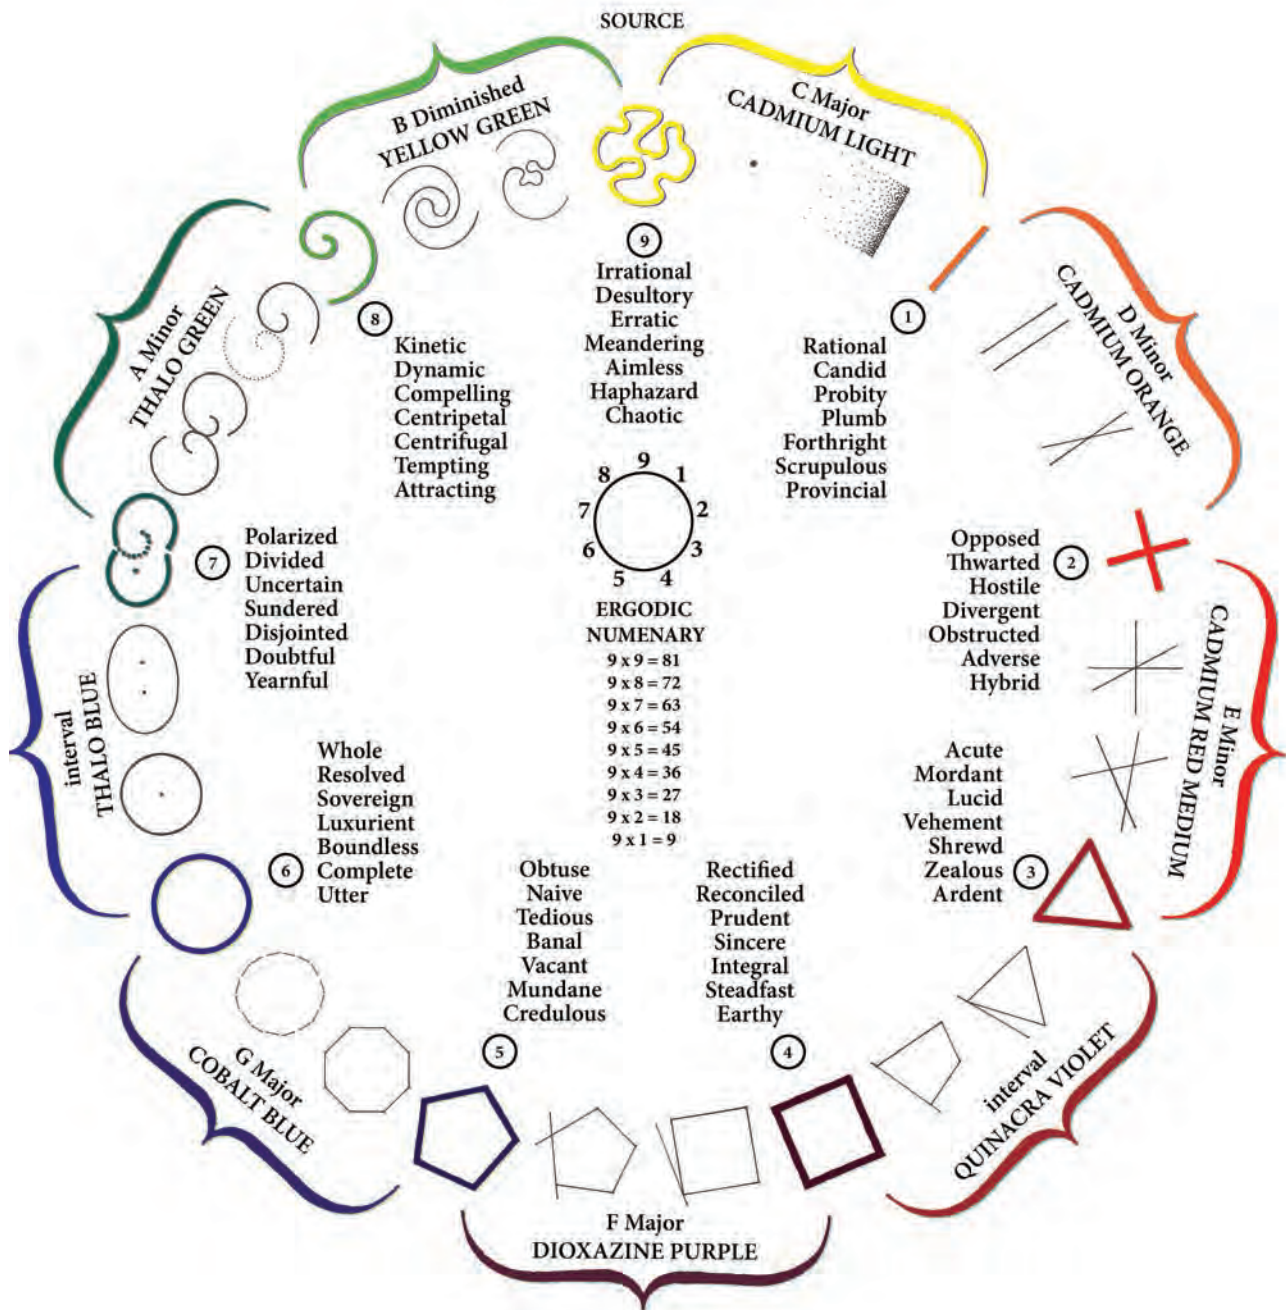 SOURCE
C Major
CADMIUM LIGHT
D Minor
CADMIUM ORANGE
E Minor
CADMIUM RED MEDIUM
interval
QUINACRA VIOLET
F Major
DIOXAZINE PURPLE
G Major
COBALT BLUE
interval
THALO BLUE
A Minor
THALO GREEN
B Diminished
YELLOW GREEN
9
Irrational
Desultory
Erratic
Meandering
Aimless
Haphazard
Chaotic
1
Rational
Candid
Probity
Plumb
Forthright
Scrupulous
Provincial
2
Opposed
Thwarted
Hostile
Divergent
Obstructed
Adverse
Hybrid
3
Acute
Mordant
Lucid
Vehement
Shrewd
Zealous
Ardent
4
Rectified
Reconciled
Prudent
Sincere
Integral
Steadfast
Earthy
5
Obtuse
Naive
Tedious
Banal
Vacant
Mundane
Credulous
6
Whole
Resolved
Sovereign
Luxurient
Boundless
Complete
Utter
7
Polarized
Divided
Uncertain
Sundered
Disjointed
Doubtful
Yearnful
8
Kinetic
Dynamic
Compelling
Centripetal
Centrifugal
Tempting
Attracting
9
1
2
3
4
5
6
7
8
ERGODIC
NUMENARY
9 x 9 = 81
9 x 8 = 72
9 x 7 = 63
9 x 6 = 54
9 x 5 = 45
9 x 4 = 36
9 x 3 = 27
9 x 2 = 18
9 x 1 = 9